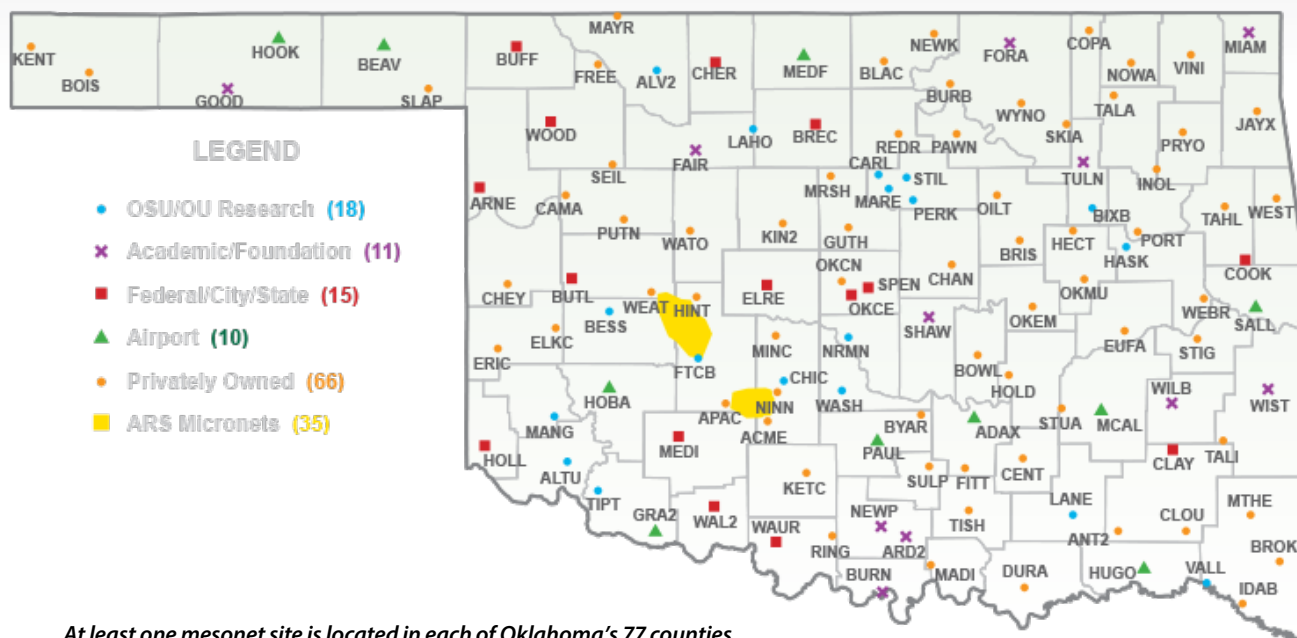 MAYR
KENT
BOIS
HOOK
GOOD
BEAV
SLAP
BUFF
FREE
ALV2
CHER
MEDF
BLAC
NEWK
FORA
COPA
NOWA
VINI
MIAM
BURB
WYNO
SKIA
TALA
PRYO
JAYX
WOOD
LAHO
BREC
REDR
PAWN
LEGEND
FAIR
CARL
STIL
TULN
INOL
SEIL
MRSH
MARE
PERK
OILT
BIXB
TAHL
WEST
ARNE
CAMA
PUTN
WATO
KIN2
GUTH
BRIS
HECT
PORT
HASK
COOK
OSU/OU Research (18)
Academic/Foundation (11)
Federal/City/State (15)
Airport (10)
Privately Owned (66)
ARS Micronets (35)
CHEY
BUTL
WEAT
HINT
ELRE
OKCN
SPEN
OKCE
CHAN
OKMU
WEBR
SALL
BESS
ELKC
ERIC
FTCB
MINC
NRMN
SHAW
OKEM
EUFA
STIG
HOBA
CHIC
NINN
WASH
BOWL
HOLD
WILB
WIST
APAC
ACME
BYAR
ADAX
STUA
MCAL
MANG
HOLL
MEDI
PAUL
CLAY
TALI
ALTU
KETC
SULP
FITT
CENT
TIPT
GRA2
WAL2
WAUR
NEWP
TISH
LANE
ANT2
CLOU
MTHE
RING
ARD2
BROK
BURN
MADI
DURA
HUGO
VALL
IDAB
At least one mesonet site is located in each of Oklahoma's 77 counties